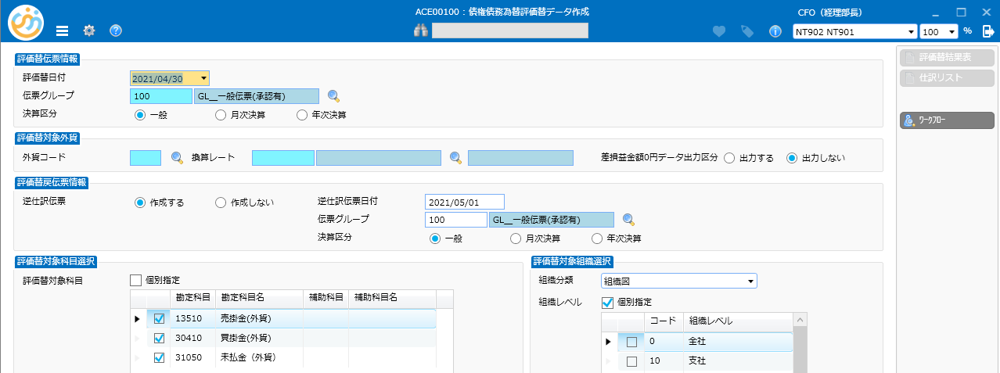 ACE00100 : 債権債務為替評価替データ作成
CFO（経理部長）
NT902 NT901
100
%
評価替伝票情報
評価替日付
2021/04/30
伝票グループ
100
GL__一般伝票(承認有)
決算区分
一般
月次決算
年次決算
評価替結果表
仕訳リスト
ワークフロー
評価替対象外貨
外貨コード
換算レート
差損益金額0円データ出力区分
出力する
出力しない
評価替戻伝票情報
逆仕訳伝票
作成する
作成しない
逆仕訳伝票日付
2021/05/01
伝票グループ
100
GL__一般伝票(承認有)
決算区分
一般
月次決算
年次決算
評価替対象科目選択
評価替対象科目
個別指定
勘定科目 勘定科目名 補助科目 補助科目名
13510 売掛金(外貨)
30410 買掛金(外貨)
31050 未払金（外貨）
評価替対象組織選択
組織分類
組織図
組織レベル
個別指定
コード 組織レベル
0 全社
10 支社